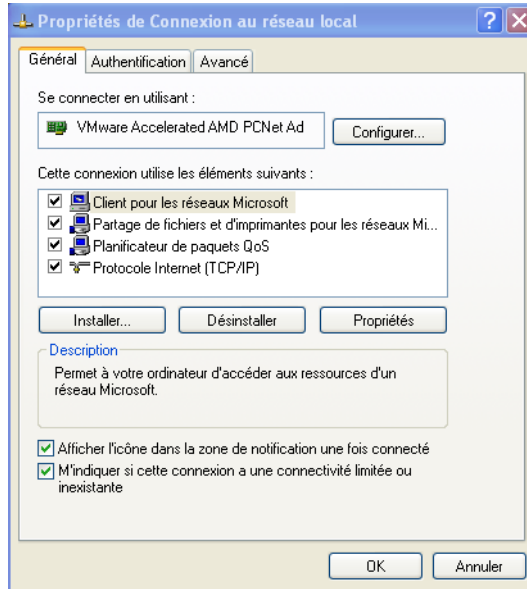 Propriétés de Connexion au réseau local
Général Authentification Avancé
Se connecter en utilisant :
VMware Accelerated AMD PCNet Ad Configurer...
Cette connexion utilise les éléments suivants :
Client pour les réseaux Microsoft
Partage de fichiers et d'imprimantes pour les réseaux Mi...
Planificateur de paquets QoS
Protocole Internet (TCP/IP)
Installer... Désinstaller Propriétés
Description
Permet à votre ordinateur d'accéder aux ressources d'un
réseau Microsoft.
Afficher l'icône dans la zone de notification une fois connecté
M'indiquer si cette connexion a une connectivité limitée ou
inexistante
OK Annuler